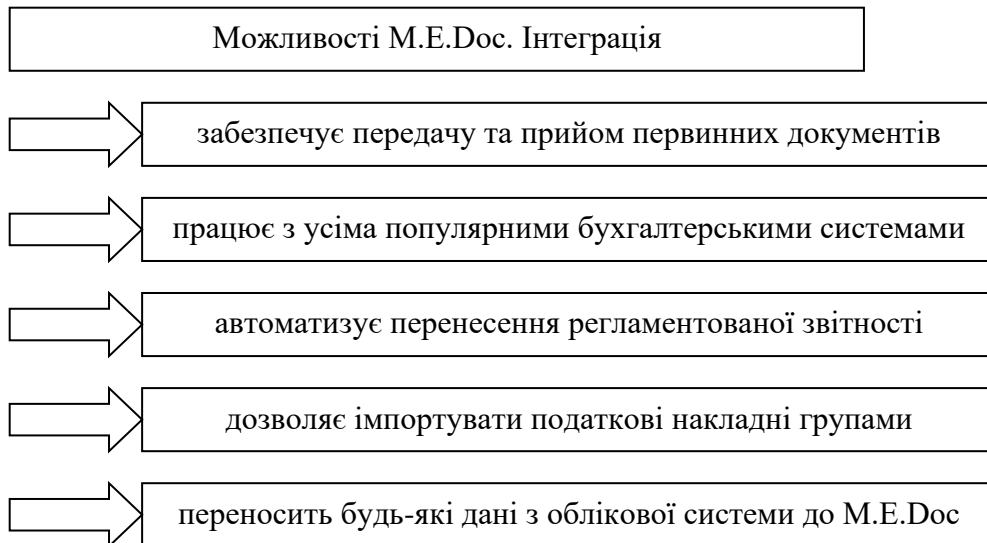 Можливості M.E.Doc. Інтеграція
забезпечує передачу та прийом первинних документів
працює з усіма популярними бухгалтерськими системами
автоматизує перенесення регламентованої звітності
дозволяє імпортувати податкові накладні групами
переносить будь-які дані з облікової системи до M.E.Doc